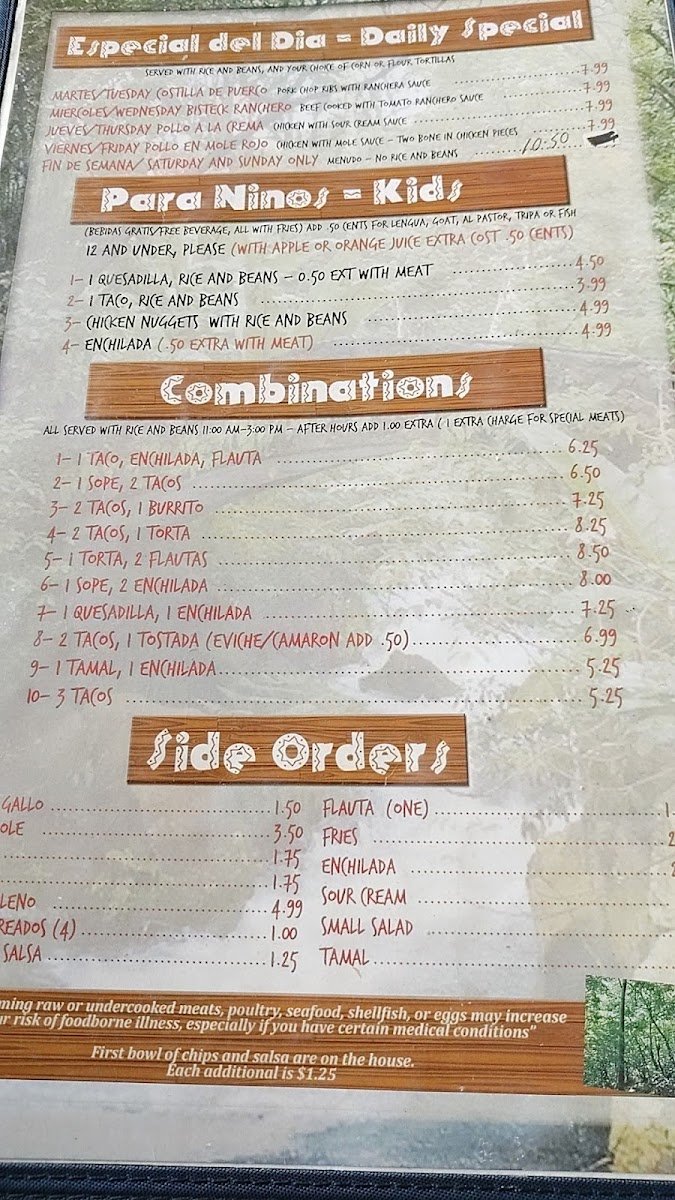 Especial del Dia = Daily Special
SERVED WITH RICE AND BEANS, AND YOUR CHOICE OF CORN OR FLOUR TORTILLAS
MARTES/TUESDAY COSTILLA DE PUERCO PORK CHOP RIBS WITH RANCHERA SAUCE 7.99
MIERCOLES/WEDNESDAY BISTECK RANCHERO BEEF COOKED WITH TOMATO RANCHERO SAUCE 7.99
JUEVES/THURSDAY POLLO A LA CREMA CHICKEN WITH SOUR CREAM SAUCE 7.99
VIERNES/FRIDAY POLLO EN MOLE ROJO CHICKEN WITH MOLE SAUCE - TWO BONE IN CHICKEN PIECES 7.99
FIN DE SEMANA/ SATURDAY AND SUNDAY ONLY MENUDO - NO RICE AND BEANS 10.50
Para Ninos = Kids
(BEBIDAS GRATIS/FREE BEVERAGE, ALL WITH FRIES) ADD .50 CENTS FOR LENGUA, GOAT, AL PASTOR, TRIPA OR FISH
12 AND UNDER, PLEASE (WITH APPLE OR ORANGE JUICE EXTRA COST .50 CENTS)
1- 1 QUESADILLA, RICE AND BEANS - 0.50 EXT WITH MEAT 4.50
2- 1 TACO, RICE AND BEANS 3.99
3- CHICKEN NUGGETS WITH RICE AND BEANS 4.99
4- ENCHILADA (.50 EXTRA WITH MEAT) 4.99
Combinations
ALL SERVED WITH RICE AND BEANS 11:00 AM-3:00 PM - AFTER HOURS ADD 1.00 EXTRA ( 1 EXTRA CHARGE FOR SPECIAL MEATS)
1- 1 TACO, ENCHILADA, FLAUTA 6.25
2- 1 SOPE, 2 TACOS 6.50
3- 2 TACOS, 1 BURRITO 7.25
4- 2 TACOS, 1 TORTA 8.25
5- 1 TORTA, 2 FLAUTAS 8.50
6- 1 SOPE, 2 ENCHILADA 8.00
7- 1 QUESADILLA, 1 ENCHILADA 7.25
8- 2 TACOS, 1 TOSTADA (EVICHE/CAMARON ADD .50) 6.99
9- 1 TAMAL, 1 ENCHILADA 5.25
10- 3 TACOS 5.25
Side Orders
GALLO 1.50
OLE 3.50
1.75
1.75
LENO 4.99
READOS (4) 1.00
SALSA 1.25
FLAUTA (ONE) 1.
FRIES 2
ENCHILADA
SOUR CREAM
SMALL SALAD
TAMAL
ming raw or undercooked meats, poultry, seafood, shellfish, or eggs may increase
ur risk of foodborne illness, especially if you have certain medical conditions"
First bowl of chips and salsa are on the house.
Each additional is $1.25